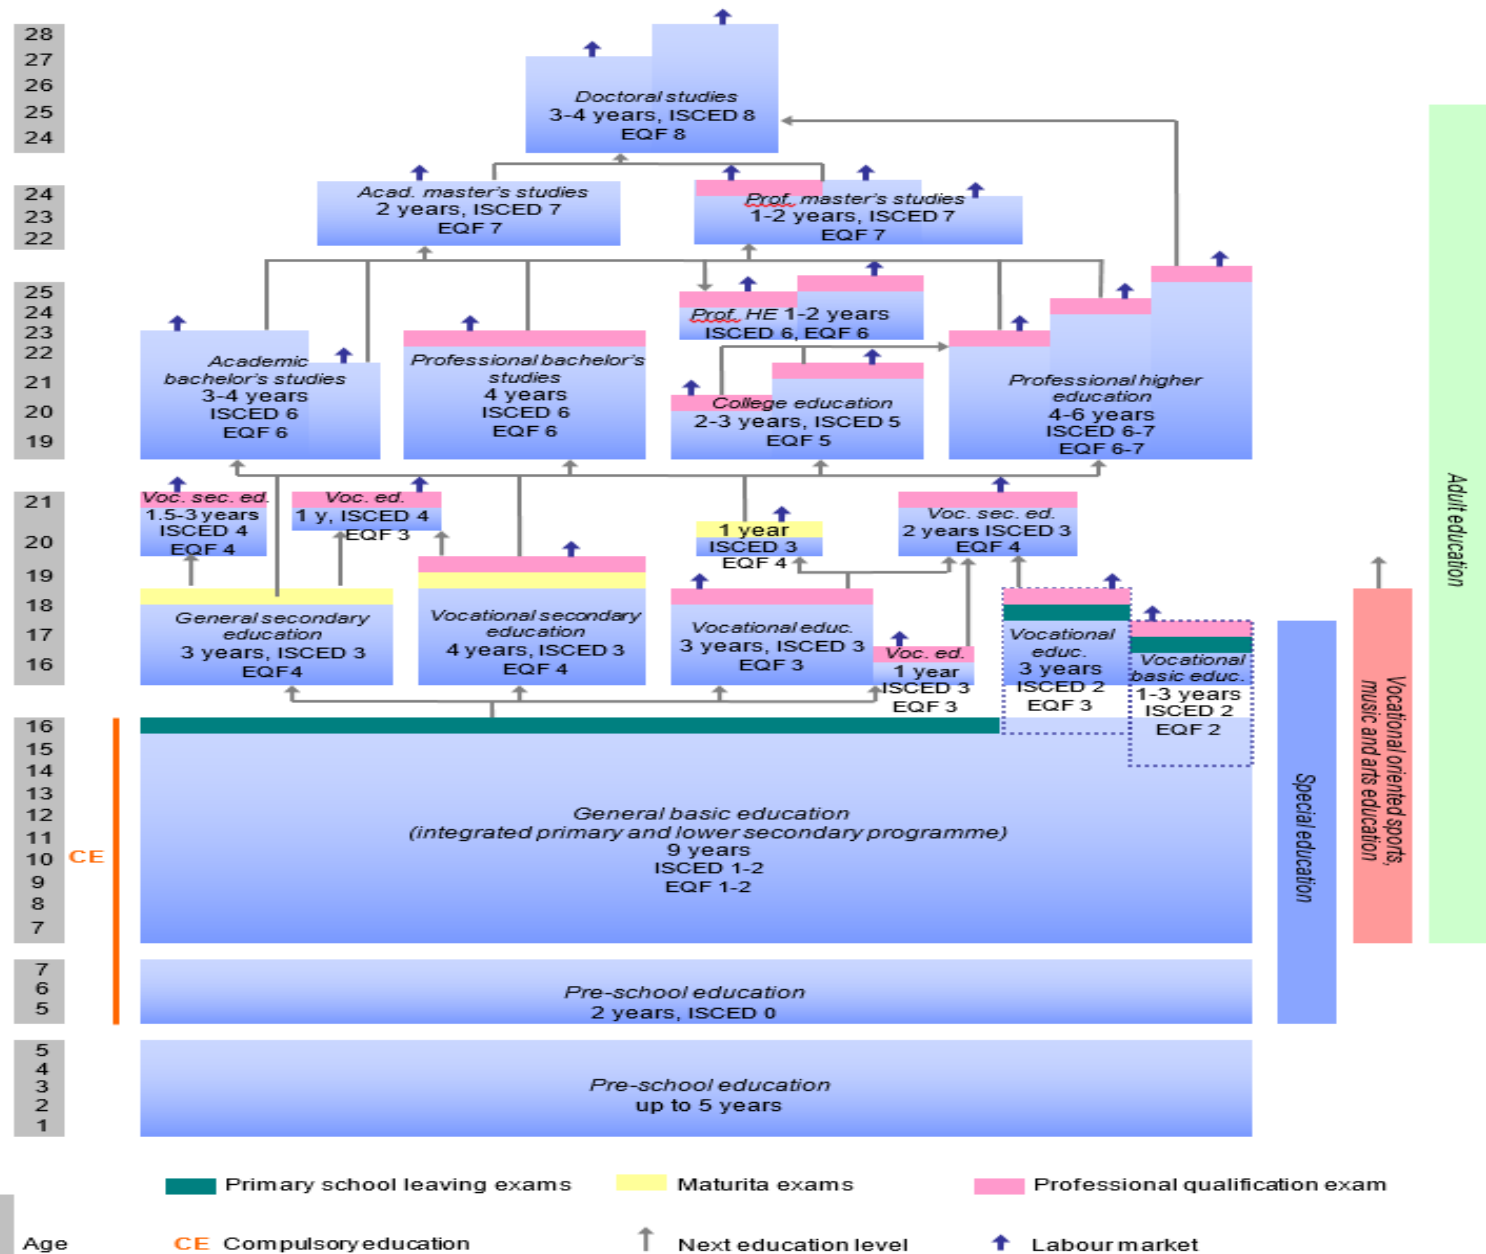 28
27
26
25
24
Doctoral studies
3-4 years, ISCED 8
EQF 8
24
23
22
Acad. master's studies
2 years, ISCED 7
EQF 7
Prof. master's studies
1-2 years, ISCED 7
EQF 7
25
24
23
22
21
20
19
Academic
bachelor's studies
3-4 years
ISCED 6
EQF 6
Professional bachelor's
studies
4 years
ISCED 6
EQF 6
Prof. HE 1-2 years
ISCED 6, EQF 6
College education
2-3 years, ISCED 5
EQF 5
Professional higher
education
4-6 years
ISCED 6-7
EQF 6-7
21
20
19
18
17
16
Voc. sec. ed.
1.5-3 years
ISCED 4
EQF 4
Voc. ed.
1 y, ISCED 4
EQF 3
1 year
ISCED 3
EQF 4
Voc. sec. ed.
2 years ISCED 3
EQF 4
General secondary
education
3 years, ISCED 3
EQF4
Vocational secondary
education
4 years, ISCED 3
EQF 4
Vocational educ.
3 years, ISCED 3
EQF 3
Voc. ed.
1 year
ISCED 3
EQF 3
Vocational
educ.
3 years
ISCED 2
EQF 3
Vocational
basic educ.
1-3 years
ISCED 2
EQF 2
16
15
14
13
12
11
10
9
8
7
CE
General basic education
(integrated primary and lower secondary programme)
9 years
ISCED 1-2
EQF 1-2
7
6
5
Pre-school education
2 years, ISCED 0
5
4
3
2
1
Pre-school education
up to 5 years
Special education
Vocational oriented sports,
music and arts education
Adult education
Primary school leaving exams
Maturita exams
Professional qualification exam
Age
CE Compulsory education
Next education level
Labour market